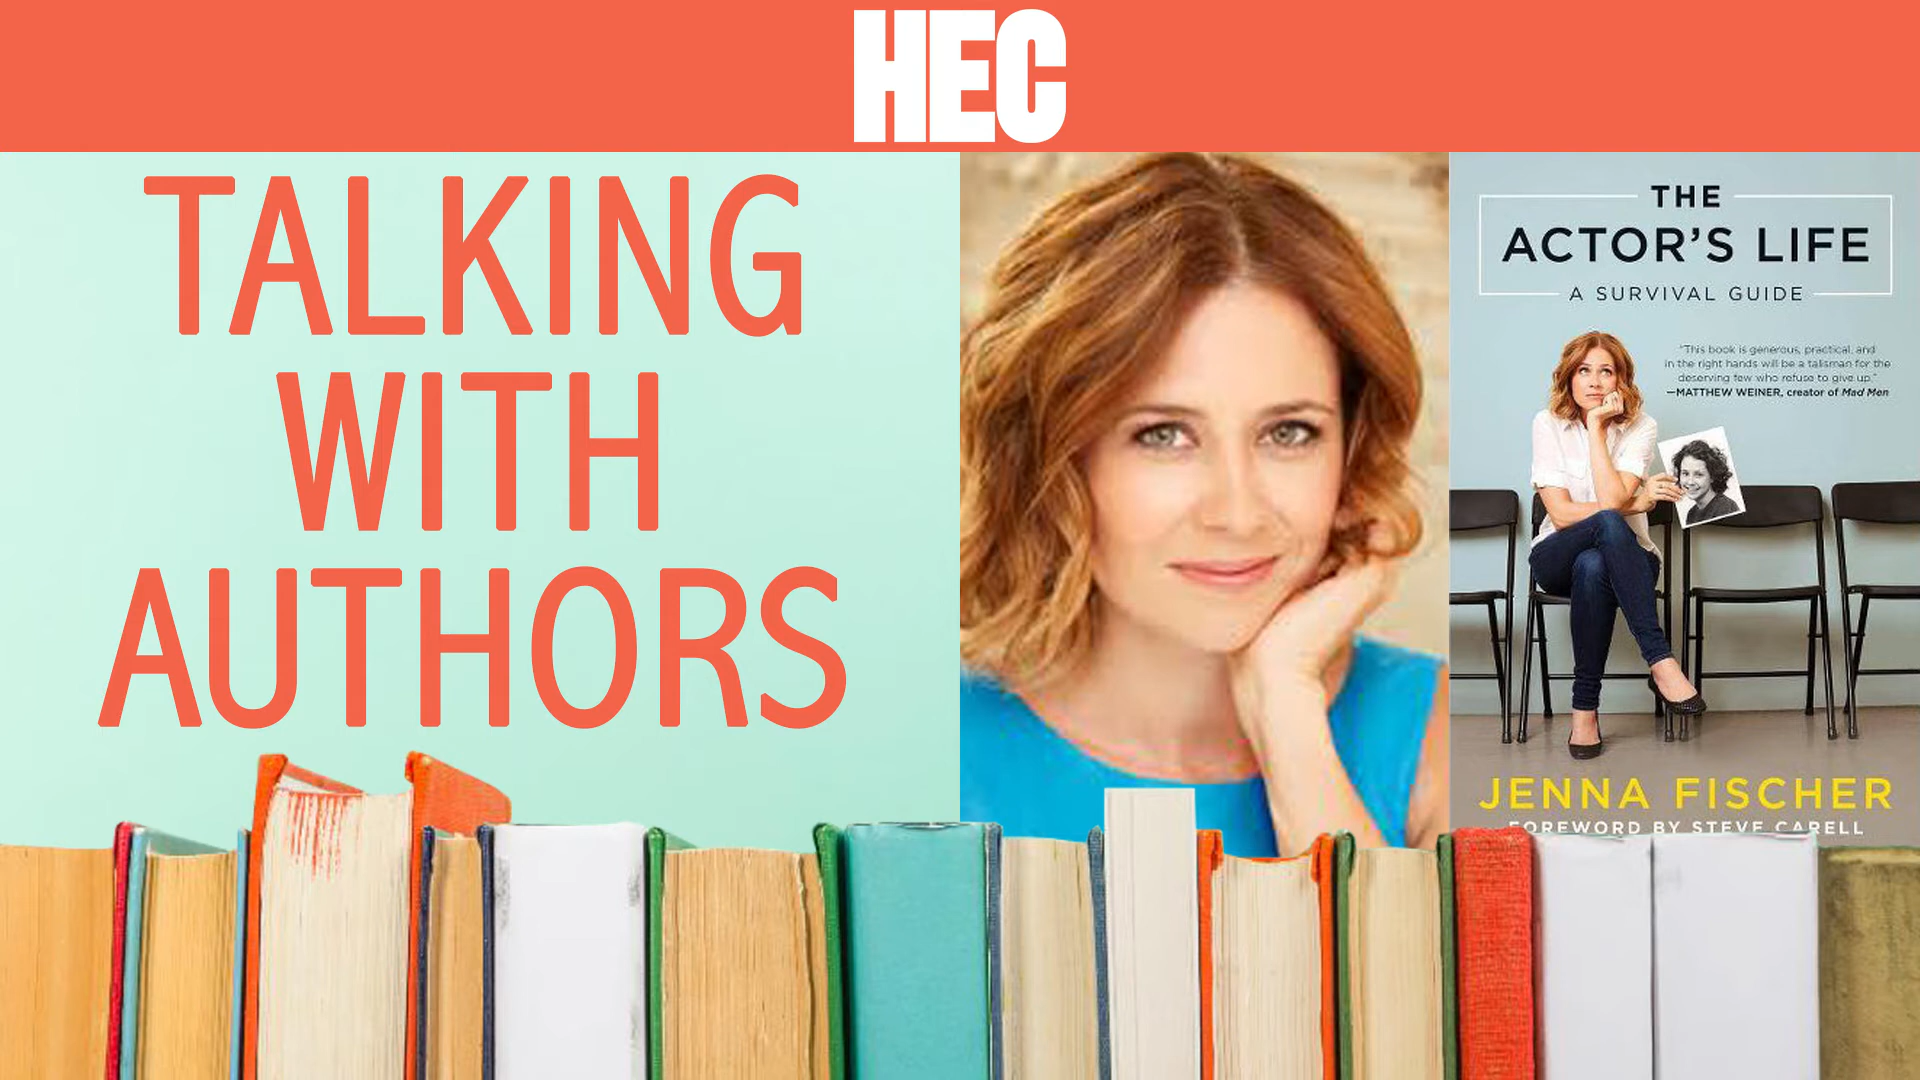 HEC
TALKING
WITH
AUTHORS
THE
ACTOR'S LIFE
A SURVIVAL GUIDE
"This book is generous, practical, and
in the right hands will be a talisman for the
deserving few who refuse to give up."
—MATTHEW WEINER, creator of Mad Men
JENNA FISCHER
FOREWORD BY STEVE CARELL